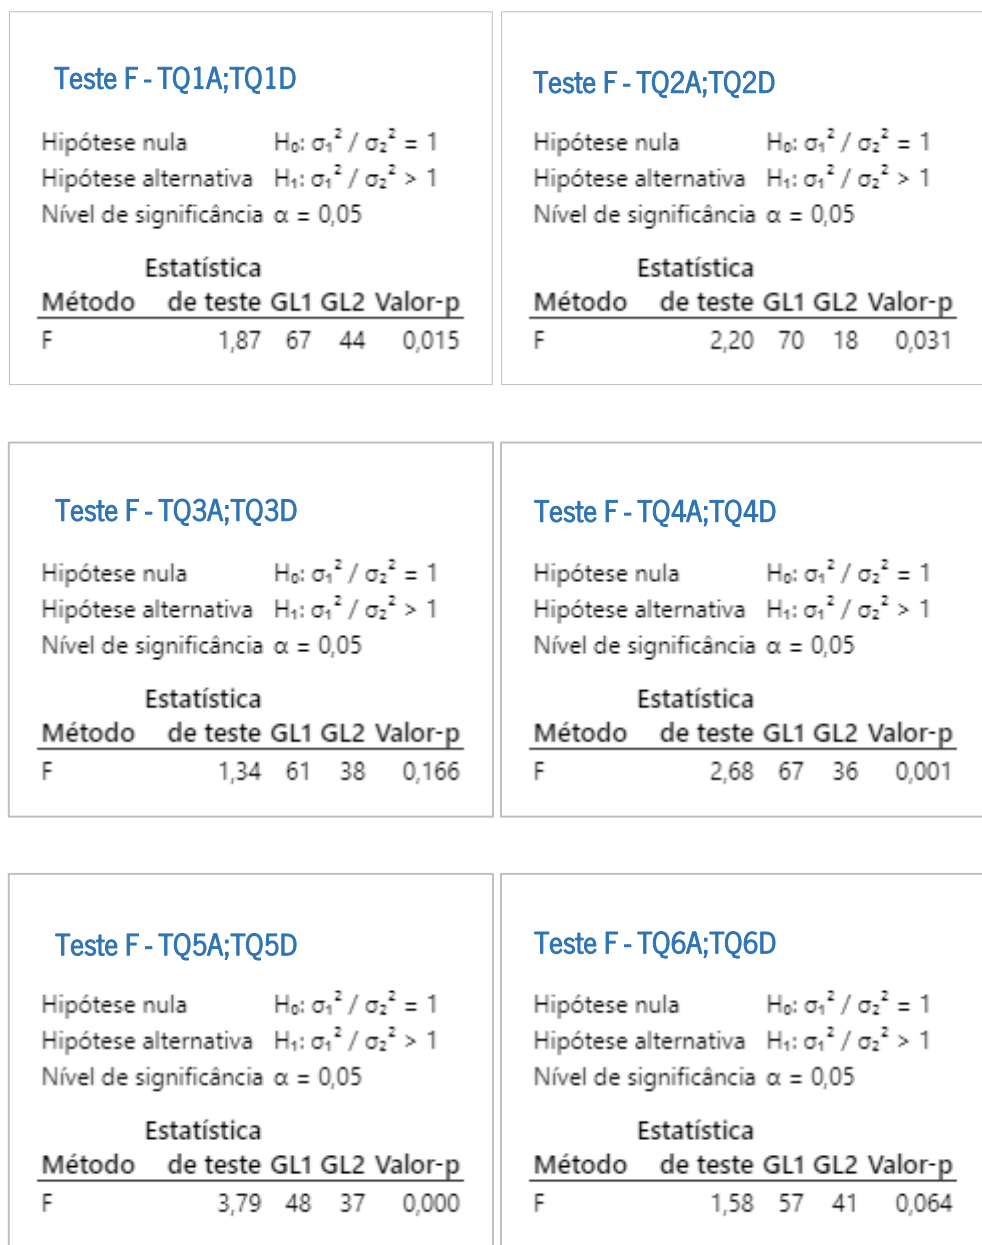 Teste F - TQ1A;TQ1D
Hipótese nula H₀: σ₁² / σ₂² = 1
Hipótese alternativa H₁: σ₁² / σ₂² > 1
Nível de significância α = 0,05
Estatística
Método de teste GL1 GL2 Valor-p
F 1,87 67 44 0,015
Teste F - TQ2A;TQ2D
Hipótese nula H₀: σ₁² / σ₂² = 1
Hipótese alternativa H₁: σ₁² / σ₂² > 1
Nível de significância α = 0,05
Estatística
Método de teste GL1 GL2 Valor-p
F 2,20 70 18 0,031
Teste F - TQ3A;TQ3D
Hipótese nula H₀: σ₁² / σ₂² = 1
Hipótese alternativa H₁: σ₁² / σ₂² > 1
Nível de significância α = 0,05
Estatística
Método de teste GL1 GL2 Valor-p
F 1,34 61 38 0,166
Teste F - TQ4A;TQ4D
Hipótese nula H₀: σ₁² / σ₂² = 1
Hipótese alternativa H₁: σ₁² / σ₂² > 1
Nível de significância α = 0,05
Estatística
Método de teste GL1 GL2 Valor-p
F 2,68 67 36 0,001
Teste F - TQ5A;TQ5D
Hipótese nula H₀: σ₁² / σ₂² = 1
Hipótese alternativa H₁: σ₁² / σ₂² > 1
Nível de significância α = 0,05
Estatística
Método de teste GL1 GL2 Valor-p
F 3,79 48 37 0,000
Teste F - TQ6A;TQ6D
Hipótese nula H₀: σ₁² / σ₂² = 1
Hipótese alternativa H₁: σ₁² / σ₂² > 1
Nível de significância α = 0,05
Estatística
Método de teste GL1 GL2 Valor-p
F 1,58 57 41 0,064